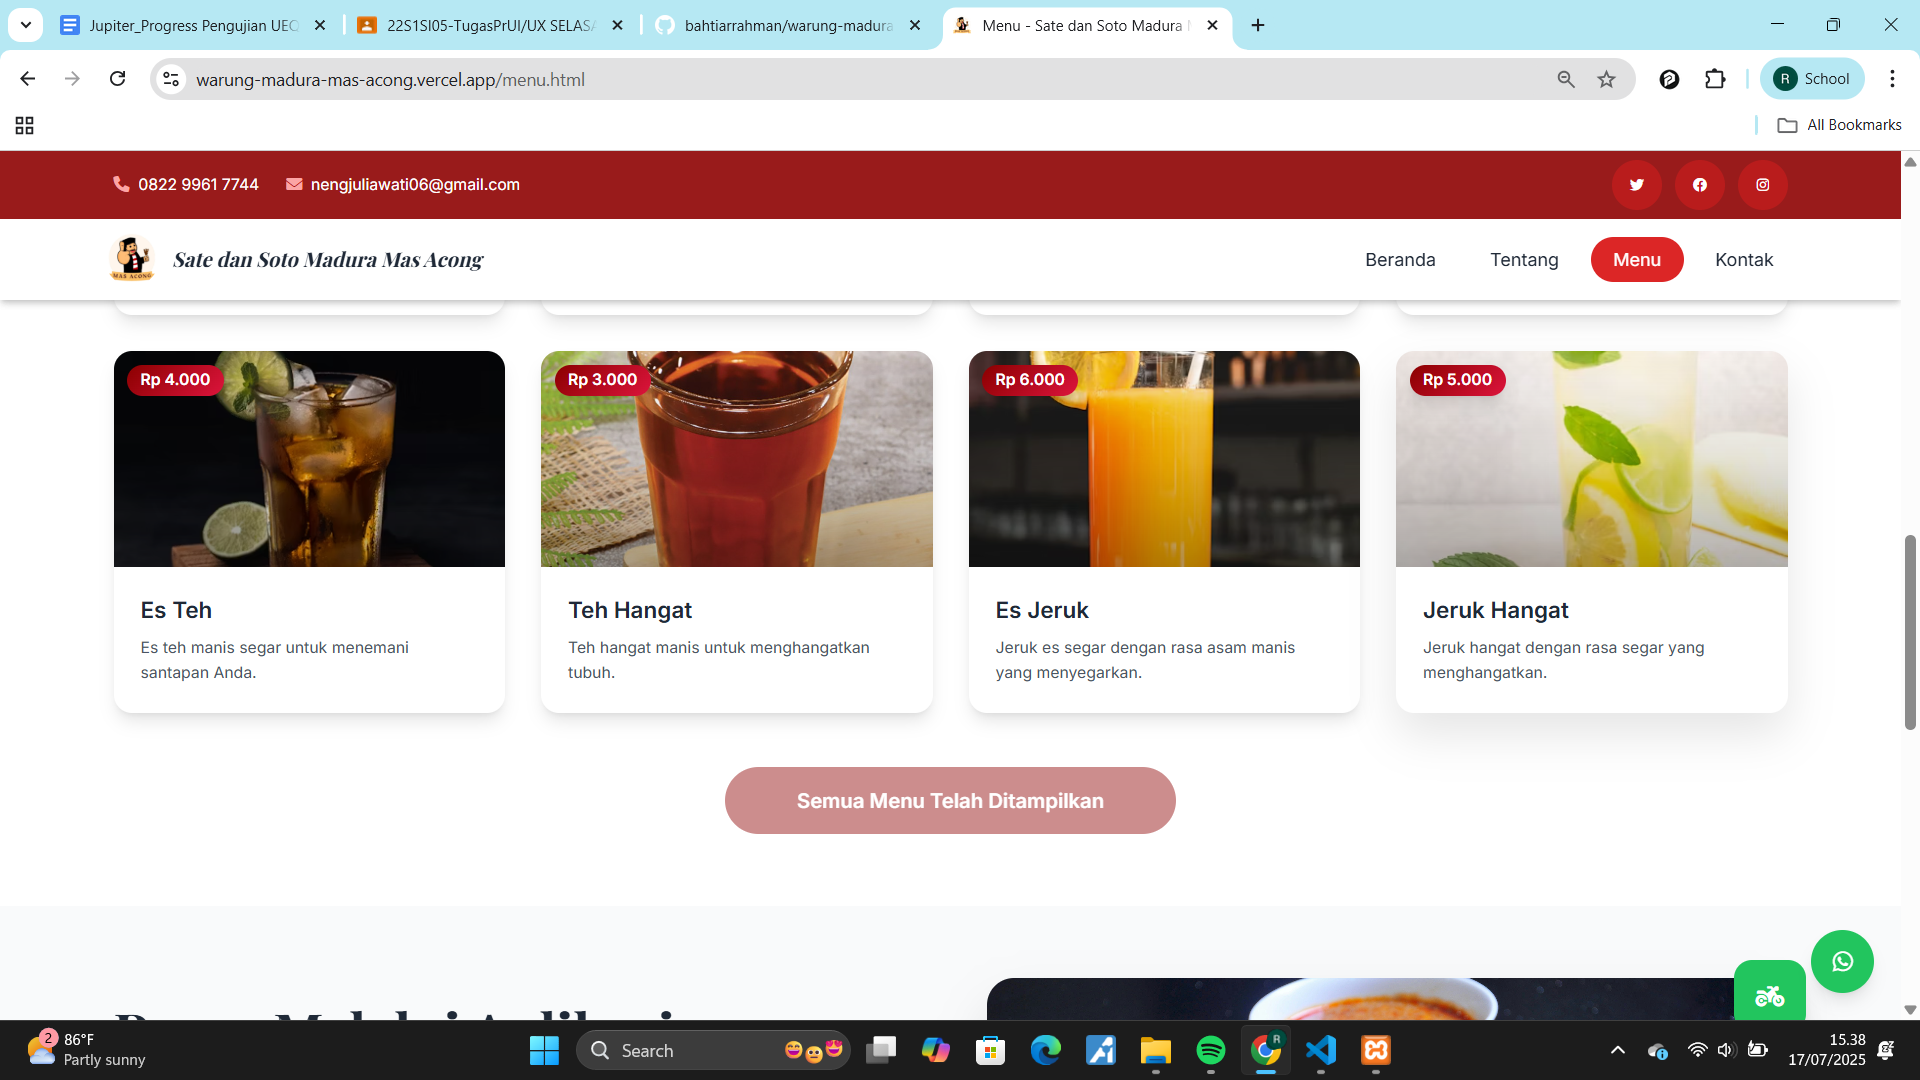 Jupiter_Progress Pengujian UEQ
22S1SI05-TugasPrUI/UX SELASA
bahtiarrahman/warung-madura
Menu - Sate dan Soto Madura
warung-madura-mas-acong.vercel.app/menu.html
R
School
All Bookmarks
0822 9961 7744
nengjuliawati06@gmail.com
MAS ACONG
Sate dan Soto Madura Mas Acong
Beranda
Tentang
Menu
Kontak
Rp 4.000
Rp 3.000
Rp 6.000
Rp 5.000
Es Teh
Teh Hangat
Es Jeruk
Jeruk Hangat
Es teh manis segar untuk menemani
santapan Anda.
Teh hangat manis untuk menghangatkan
tubuh.
Jeruk es segar dengan rasa asam manis
yang menyegarkan.
Jeruk hangat dengan rasa segar yang
menghangatkan.
Semua Menu Telah Ditampilkan
2
86°F
Partly sunny
Search
R
15.38
17/07/2025